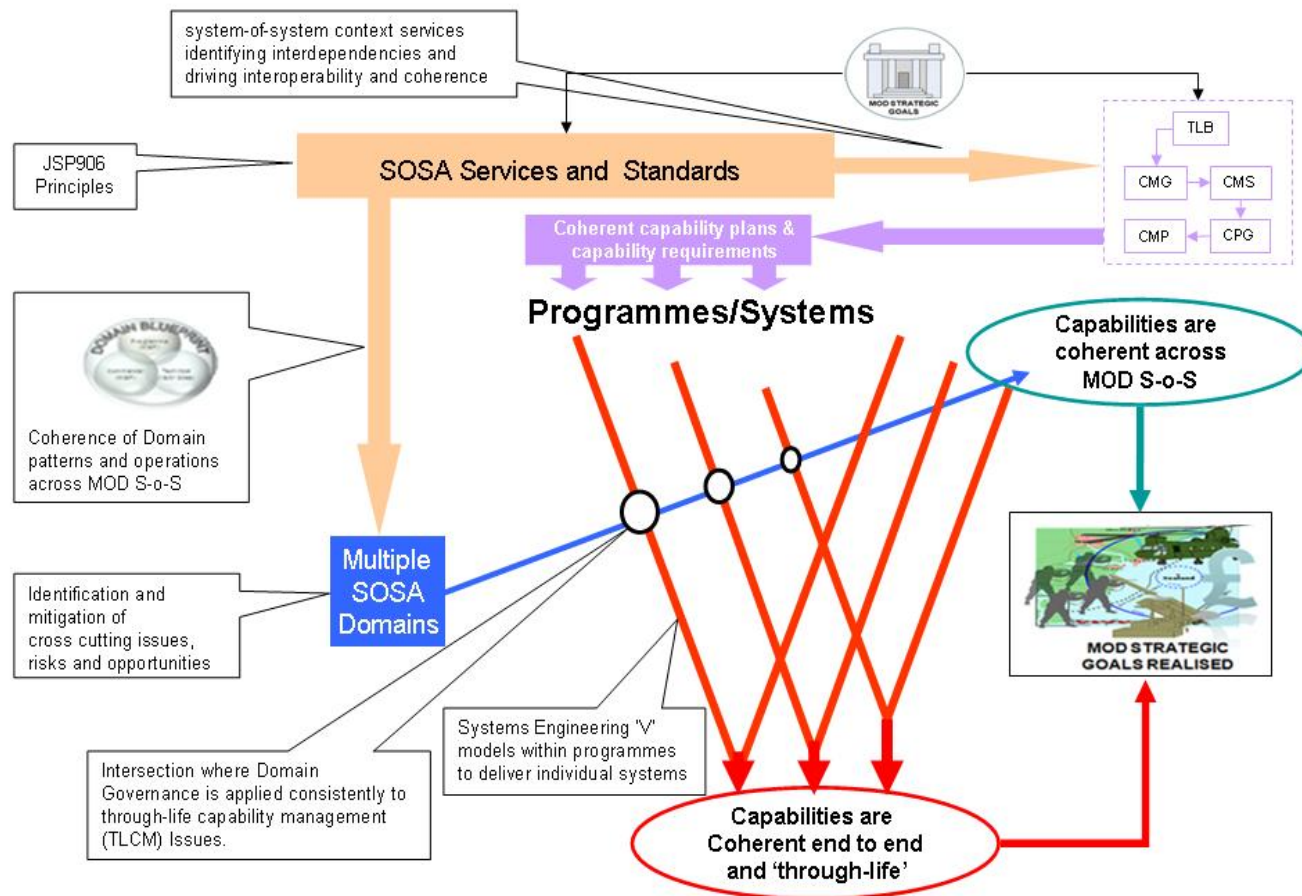 system-of-system context services
identifying interdependencies and
driving interoperability and coherence
MOD STRATEGIC
GOALS
TLB
CMG
CMS
CMP
CPG
JSP906
Principles
SOSA Services and Standards
Coherent capability plans &
capability requirements
Programmes/Systems
Capabilities are
coherent across
MOD S-o-S
DOMAIN BLUEPRINT
Coherence of Domain
patterns and operations
across MOD S-o-S
Multiple
SOSA
Domains
Identification and
mitigation of
cross cutting issues,
risks and opportunities
£
MOD STRATEGIC
GOALS REALISED
Systems Engineering 'V'
models within programmes
to deliver individual systems
Intersection where Domain
Governance is applied consistently to
through-life capability management
(TLCM) Issues.
Capabilities are
Coherent end to end
and ‘through-life’